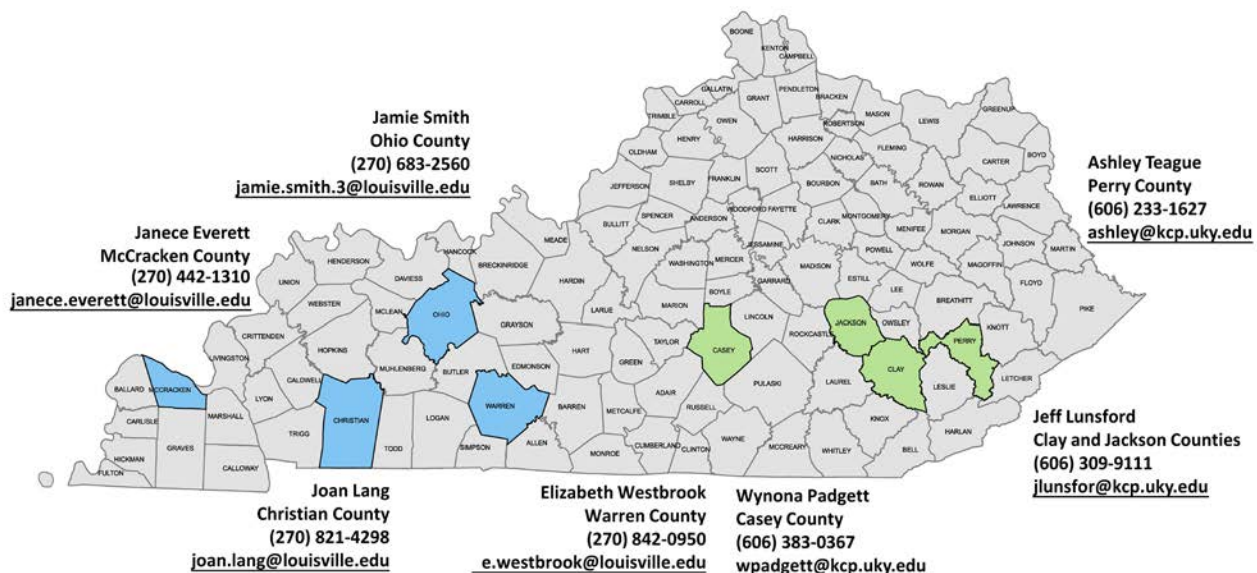 BOONE
KENTON
CAMPBELL
GALLATIN
PENDLETON
CARROLL
GRANT
BRACKEN
TRIMBLE
OWEN
ROBERTSON
MASON
LEWIS
GREENUP
HENRY
HARRISON
FLEMING
OLDHAM
NICHOLAS
CARTER
BOYD
Jamie Smith
Ohio County
(270) 683-2560
jamie.smith.3@louisville.edu
JEFFERSON
SHELBY
FRANKLIN
SCOTT
BOURBON
BATH
ROWAN
ELLIOTT
LAWRENCE
Ashley Teague
Perry County
(606) 233-1627
ashley@kcp.uky.edu
BULLITT
SPENCER
ANDERSON
WOODFORD
FAYETTE
CLARK
MONTGOMERY
MENIFEE
MORGAN
JOHNSON
MARTIN
Janece Everett
McCracken County
(270) 442-1310
janece.everett@louisville.edu
HENDERSON
UNION
WEBSTER
DAVIESS
HANCOCK
BRECKINRIDGE
MEADE
HARDIN
NELSON
WASHINGTON
MERCER
JESSAMINE
MADISON
POWELL
ESTILL
WOLFE
MAGOFFIN
FLOYD
PIKE
BOYLE
GARRARD
LEE
BREATHITT
MCLEAN
OHIO
GRAYSON
LARUE
MARION
LINCOLN
ROCKCASTLE
JACKSON
OWSLEY
PERRY
KNOTT
CRITTENDEN
LIVINGSTON
HOPKINS
MUHLENBERG
BUTLER
EDMONSON
HART
GREEN
TAYLOR
CASEY
PULASKI
LAUREL
CLAY
LESLIE
LETCHER
BALLARD
MCCRACKEN
CALDWELL
LYON
CHRISTIAN
WARREN
BARREN
METCALFE
ADAIR
RUSSELL
KNOX
HARLAN
CARLISLE
MARSHALL
GRAVES
TRIGG
TODD
LOGAN
SIMPSON
ALLEN
MONROE
CUMBERLAND
CLINTON
WAYNE
MCCREARY
WHITLEY
BELL
HICKMAN
FULTON
CALLOWAY
Jeff Lunsford
Clay and Jackson Counties
(606) 309-9111
jlunsfor@kcp.uky.edu
Joan Lang
Christian County
(270) 821-4298
joan.lang@louisville.edu
Elizabeth Westbrook
Warren County
(270) 842-0950
e.westbrook@louisville.edu
Wynona Padgett
Casey County
(606) 383-0367
wpadgett@kcp.uky.edu